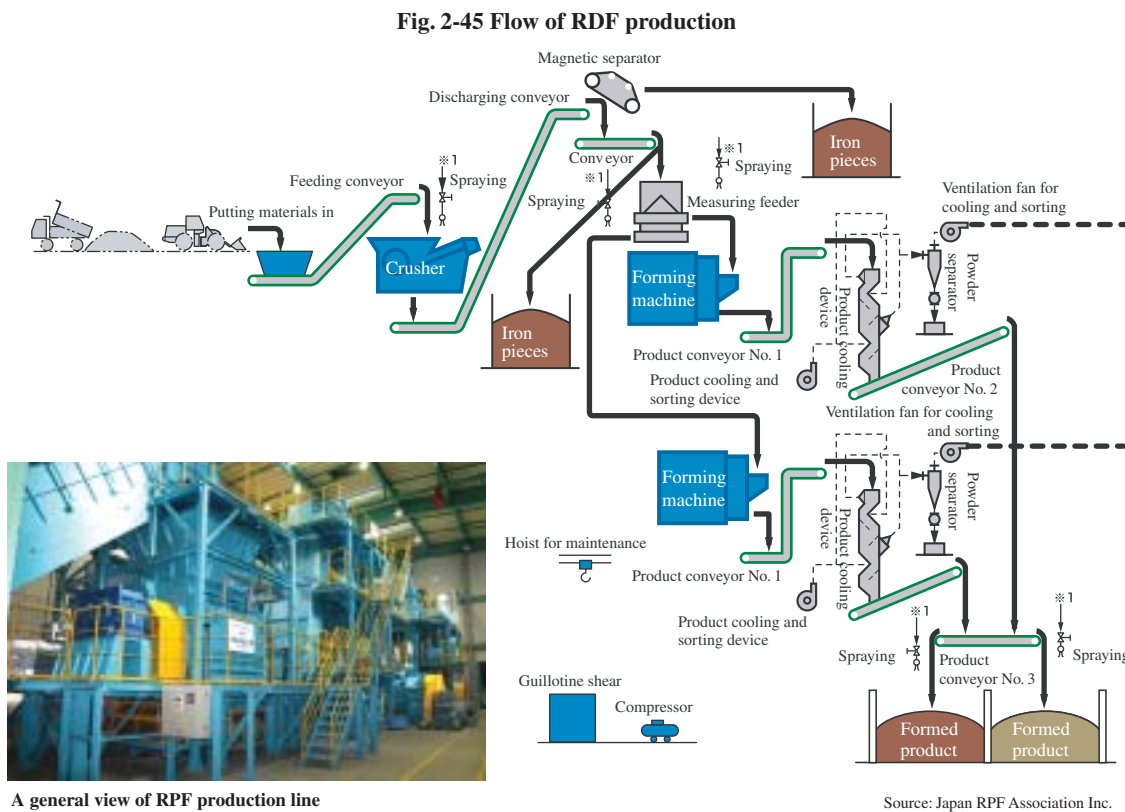 Fig. 2-45 Flow of RDF production
Magnetic separator
Discharging conveyor
Iron
pieces
Conveyor
※1
Spraying
※1
Spraying
※1
Spraying
Feeding conveyor
Putting materials in
Crusher
Measuring feeder
Ventilation fan for
cooling and sorting
Powder
separator
Forming
machine
Product cooling
device
Iron
pieces
Product conveyor No. 1
Product cooling and
sorting device
Product
conveyor No. 2
Ventilation fan for cooling
and sorting
Powder
separator
Forming
machine
Product cooling
device
Hoist for maintenance
Product conveyor No. 1
Product cooling and
sorting device
※1
Spraying
※1
Spraying
Product
conveyor No. 3
Guillotine shear
Compressor
Formed
product
Formed
product
A general view of RPF production line
Source: Japan RPF Association Inc.